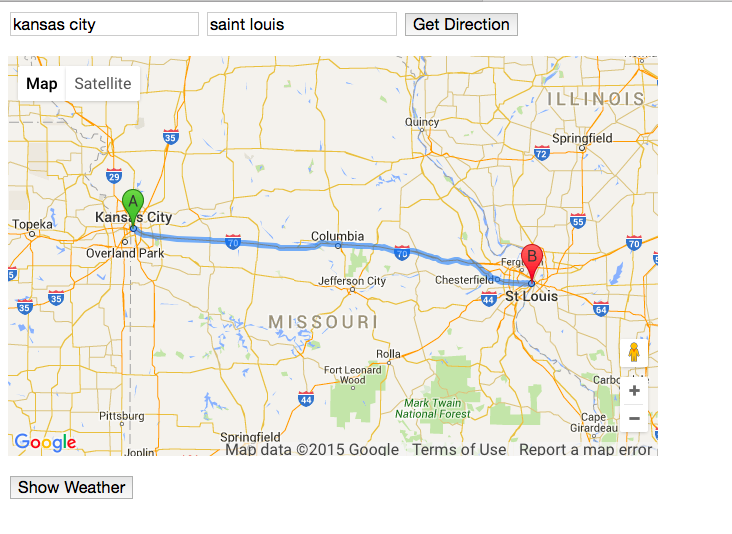 kansas city saint louis Get Direction
Map Satellite
ILLINOIS
Quincy
Springfield
35
72
29
A
Kansas City
55
Topeka
Columbia
70
70
70
Overland Park
B
Jefferson City
Chesterfield
35
35
44
St Louis
64
MISSOURI
Rolla
Fort Leonard
Wood
44
Mark Twain
National Forest
Pittsburg
Cape
Girardeau
Google
Joplin
Springfield
Map data ©2015 Google Terms of Use Report a map error
Show Weather